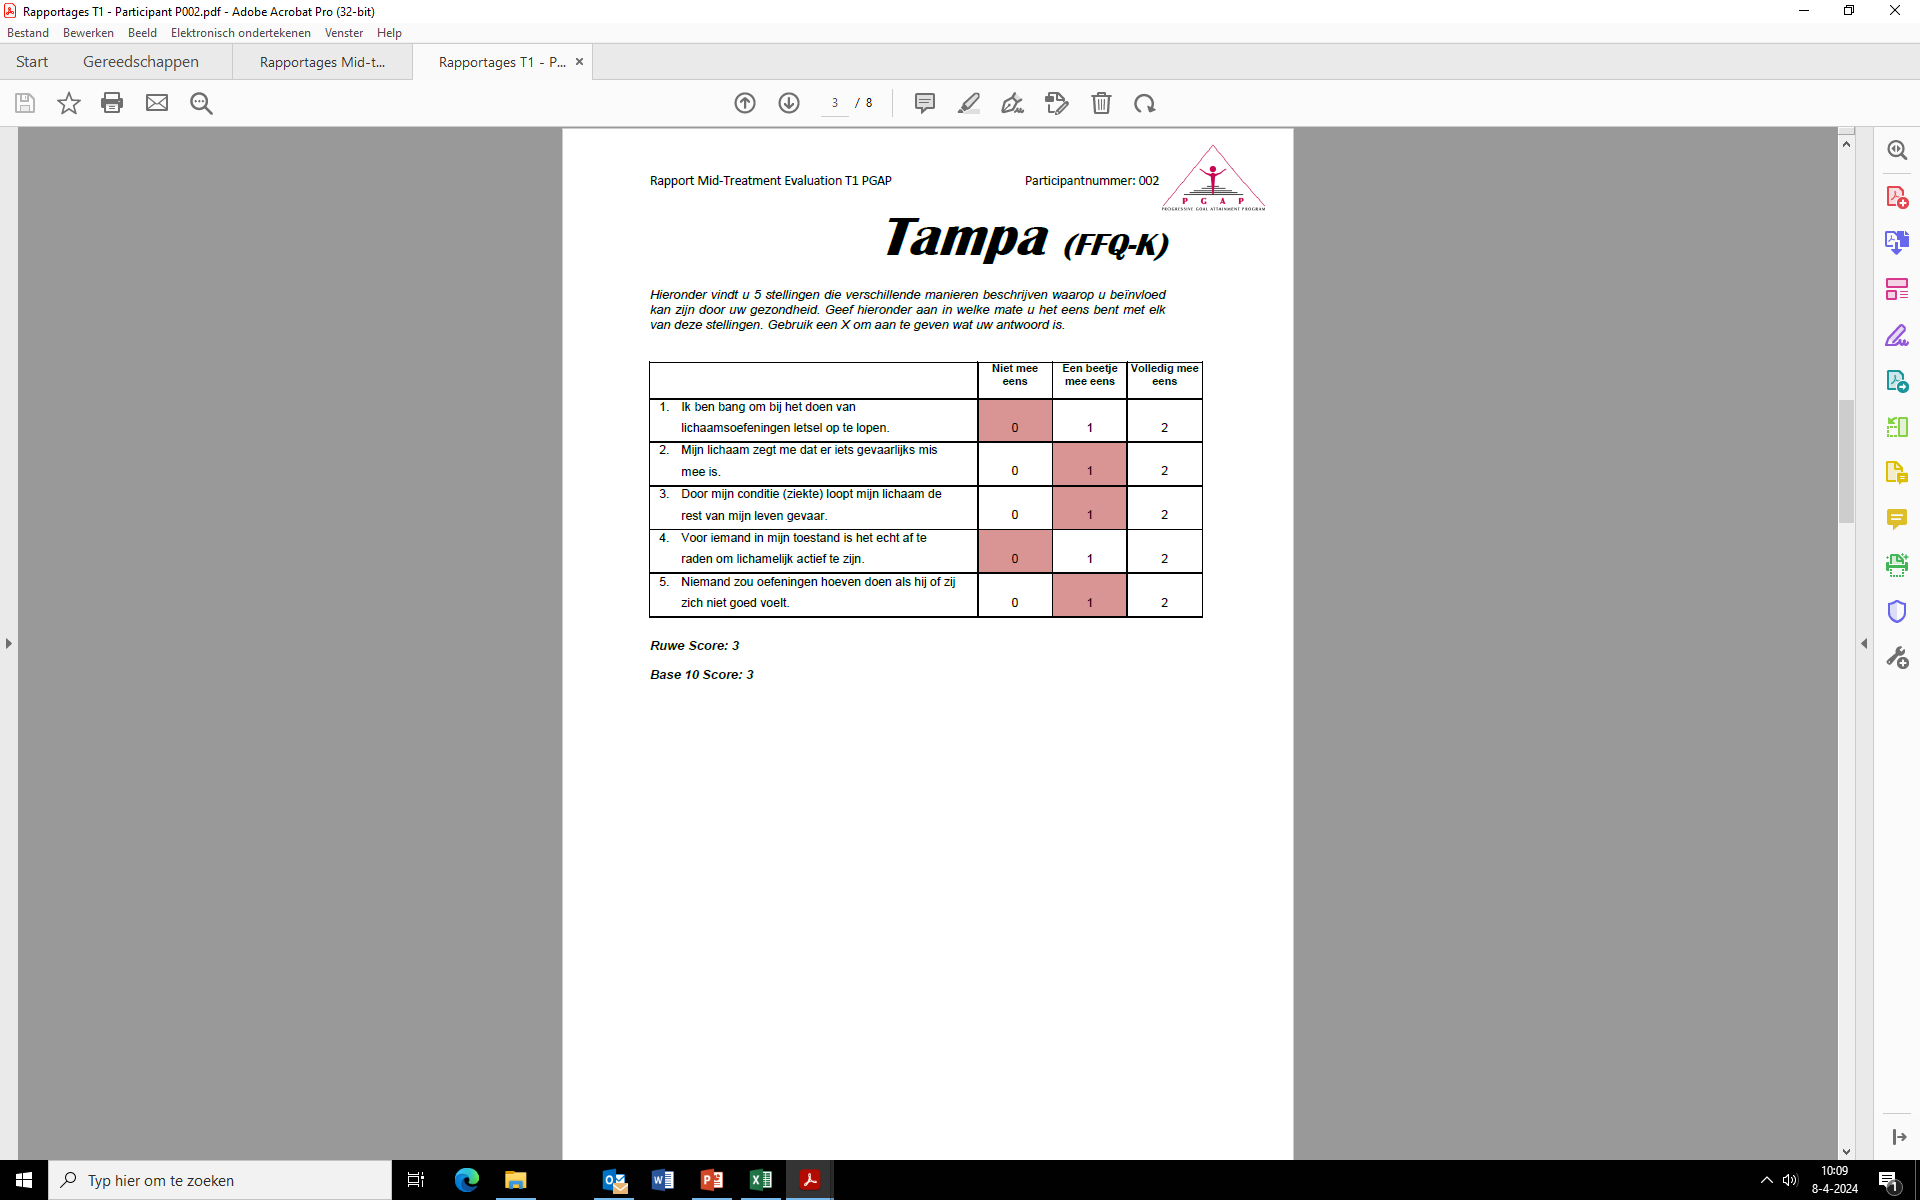 Rapportages T1 - Participant P002.pdf - Adobe Acrobat Pro (32-bit)
Bestand Bewerken Beeld Elektronisch ondertekenen Venster Help
Start Gereedschappen Rapportages Mid-t... Rapportages T1 - P...
3 / 8
Rapport Mid-Treatment Evaluation T1 PGAP Participantnummer: 002
P G A P
PROGRESSIVE GOAL ATTAINMENT PROGRAM
Tampa (FFQ-K)
Hieronder vindt u 5 stellingen die verschillende manieren beschrijven waarop u beïnvloed
kan zijn door uw gezondheid. Geef hieronder aan in welke mate u het eens bent met elk
van deze stellingen. Gebruik een X om aan te geven wat uw antwoord is.
Niet mee Een beetje Volledig mee
eens mee eens eens
1. Ik ben bang om bij het doen van
lichaamsoefeningen letsel op te lopen. 0 1 2
2. Mijn lichaam zegt me dat er iets gevaarlijks mis
mee is. 0 1 2
3. Door mijn conditie (ziekte) loopt mijn lichaam de
rest van mijn leven gevaar. 0 1 2
4. Voor iemand in mijn toestand is het echt af te
raden om lichamelijk actief te zijn. 0 1 2
5. Niemand zou oefeningen hoeven doen als hij of zij
zich niet goed voelt. 0 1 2
Ruwe Score: 3
Base 10 Score: 3
Typ hier om te zoeken
10:09
8-4-2024
1